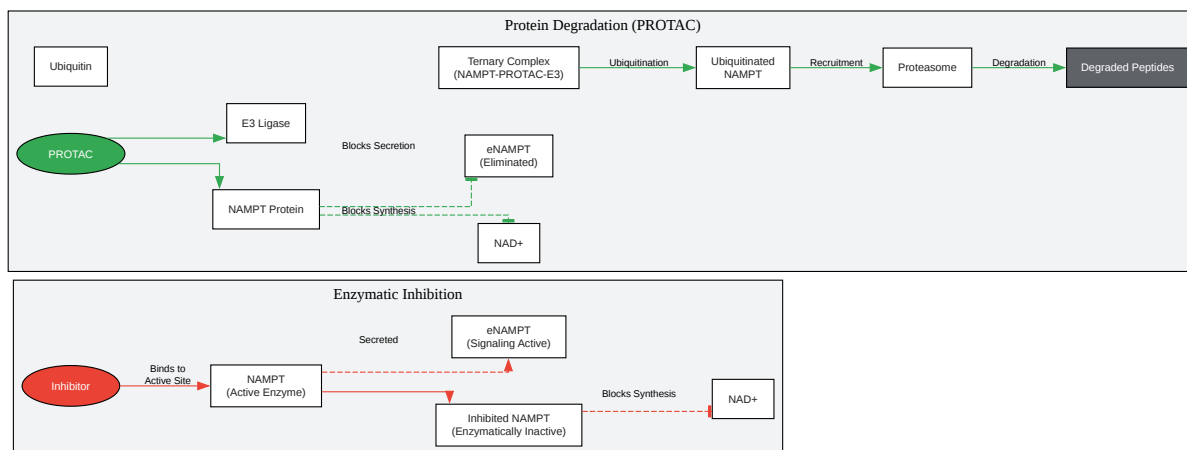 Protein Degradation (PROTAC)
Ubiquitin
Ternary Complex
(NAMPT-PROTAC-E3)
Ubiquitination
Ubiquitinated
NAMPT
Recruitment
Proteasome
Degradation
Degraded Peptides
E3 Ligase
PROTAC
Blocks Secretion
eNAMPT
(Eliminated)
NAMPT Protein
Blocks Synthesis
NAD+
Enzymatic Inhibition
Secreted
eNAMPT
(Signaling Active)
Inhibitor
Binds to
Active Site
NAMPT
(Active Enzyme)
Inhibited NAMPT
(Enzymatically Inactive)
Blocks Synthesis
NAD+